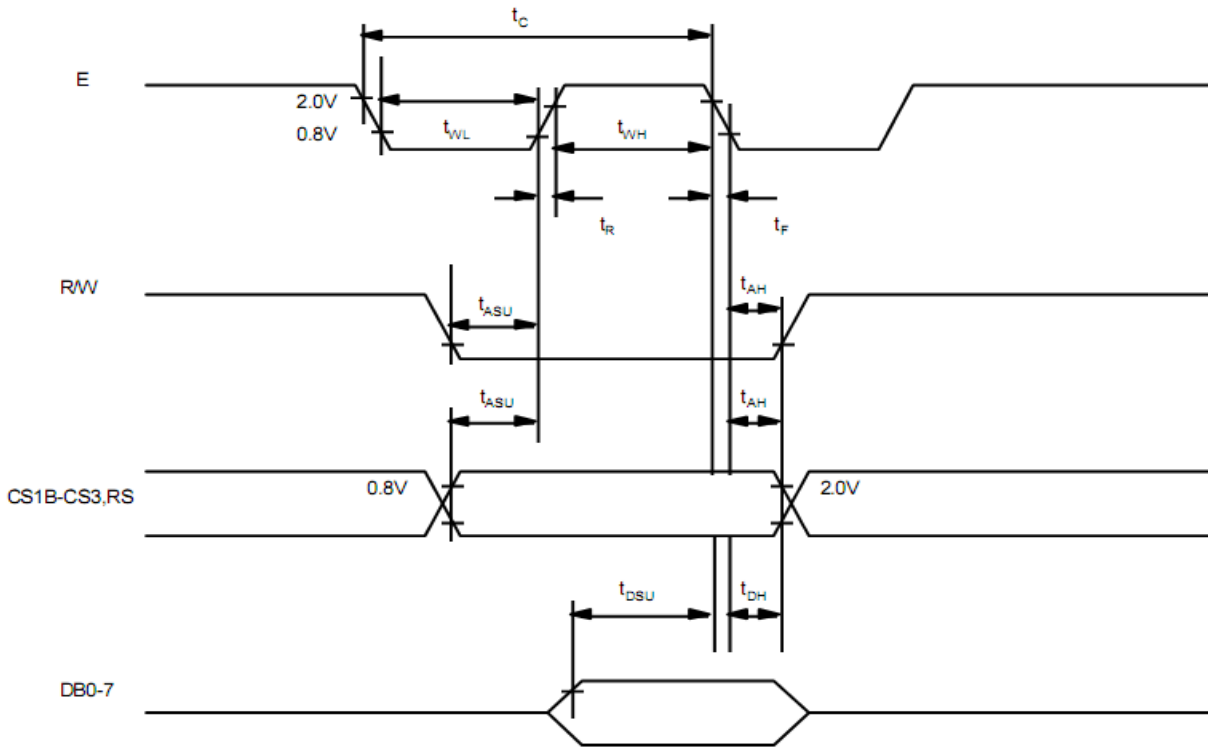 tC
E
2.0V
0.8V
tWL
tWH
tR
tF
R/W
tASU
tAH
tASU
tAH
CS1B-CS3,RS
0.8V
2.0V
tDSU
tDH
DB0-7